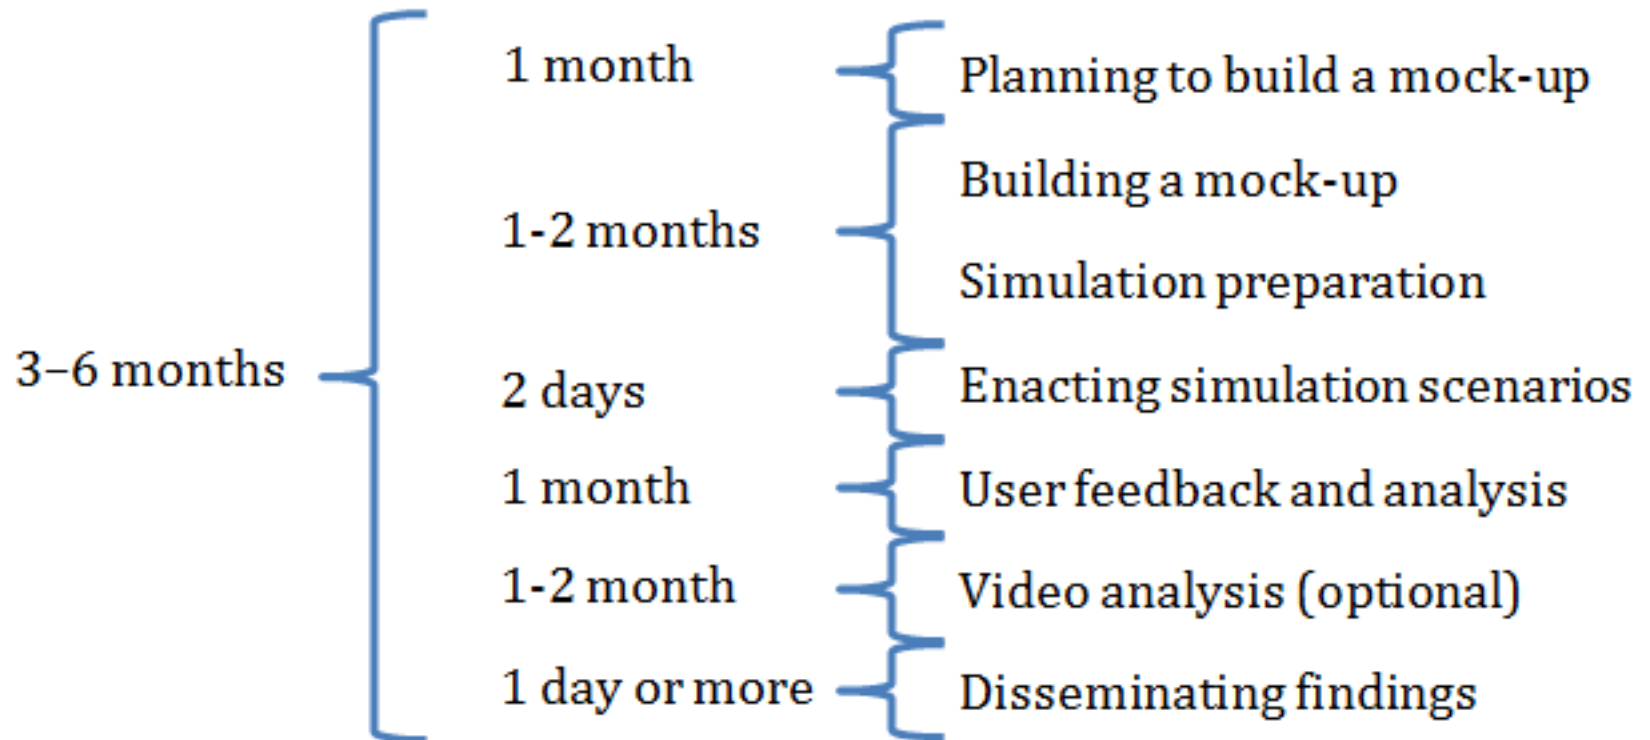 1 month
Planning to build a mock-up
Building a mock-up
1-2 months
Simulation preparation
3–6 months
2 days
Enacting simulation scenarios
1 month
User feedback and analysis
1-2 month
Video analysis (optional)
1 day or more
Disseminating findings